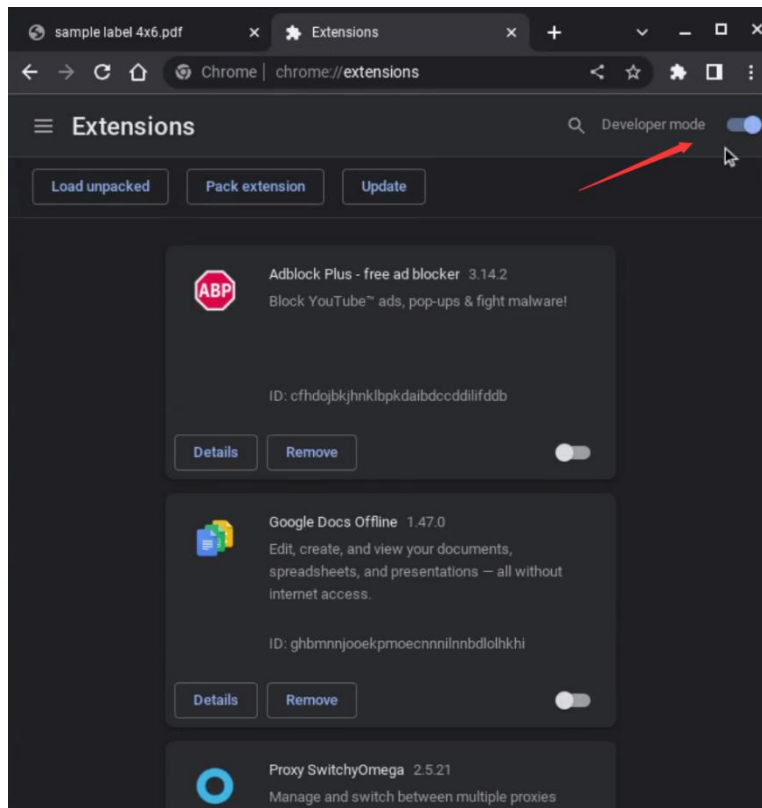 sample label 4x6.pdf
Extensions
Chrome | chrome://extensions
Extensions
Developer mode
Load unpacked
Pack extension
Update
ABP
Adblock Plus - free ad blocker 3.14.2
Block YouTube™ ads, pop-ups & fight malware!
ID: cfhdojbkjhnklbpkdaibdccddilifddb
Details
Remove
Google Docs Offline 1.47.0
Edit, create, and view your documents,
spreadsheets, and presentations — all without
internet access.
ID: ghbmnnjooekpmoecnnnilnnbdlolhkhi
Details
Remove
Proxy SwitchyOmega 2.5.21
Manage and switch between multiple proxies